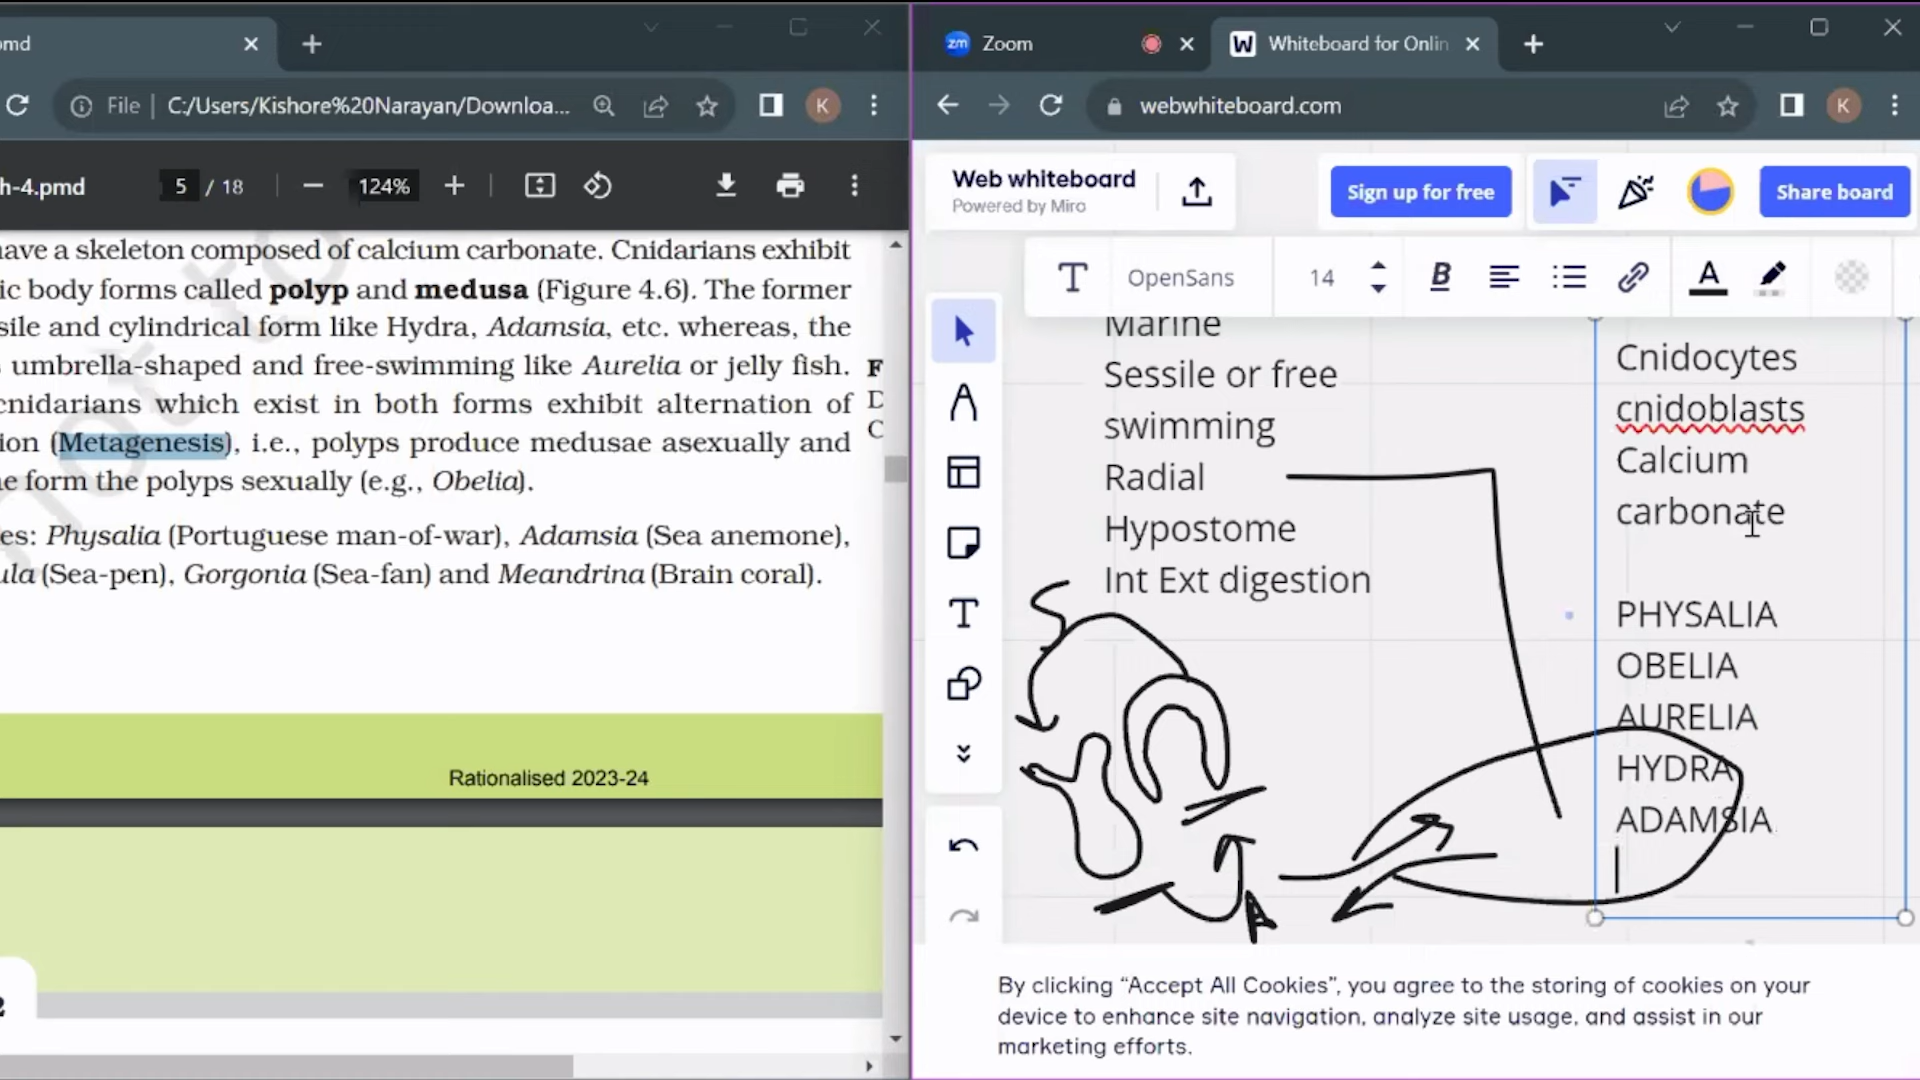 omd
File
C:/Users/Kishore%20Narayan/Downloa...
K
h-4.pmd
5 / 18
124%
have a skeleton composed of calcium carbonate. Cnidarians exhibit
ic body forms called polyp and medusa (Figure 4.6). The former
sile and cylindrical form like Hydra, Adamsia, etc. whereas, the
umbrella-shaped and free-swimming like Aurelia or jelly fish.
cnidarians which exist in both forms exhibit alternation of
ion (Metagenesis), i.e., polyps produce medusae asexually and
e form the polyps sexually (e.g., Obelia).
es: Physalia (Portuguese man-of-war), Adamsia (Sea anemone),
ula (Sea-pen), Gorgonia (Sea-fan) and Meandrina (Brain coral).
F
D
C
not to
Rationalised 2023-24
2
zm Zoom
W Whiteboard for Onlin
webwhiteboard.com
K
Web whiteboard
Powered by Miro
Sign up for free
Share board
OpenSans
14
B
A
Marine
Sessile or free
swimming
Radial
Hypostome
Int Ext digestion
S
A
Cnidocytes
cnidoblasts
Calcium
carbonate
PHYSALIA
OBELIA
AURELIA
HYDRA
ADAMSIA
By clicking “Accept All Cookies”, you agree to the storing of cookies on your
device to enhance site navigation, analyze site usage, and assist in our
marketing efforts.